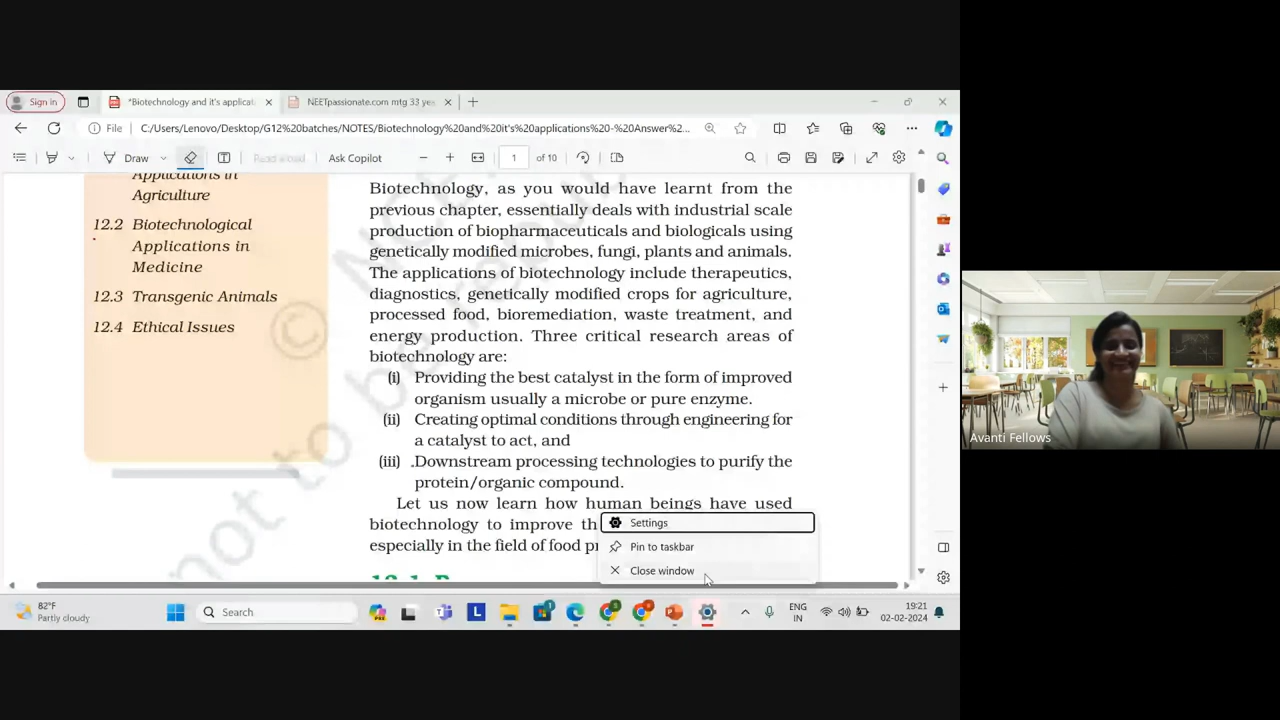 Sign in
*Biotechnology and it's applicat
NEETpassionate.com mtg 33 ye
File
C:/Users/Lenovo/Desktop/G12%20batches/NOTES/Biotechnology%20and%20it's%20applications%20-%20Answer%2...
Draw
Read aloud
Ask Copilot
1 of 10
Applications in
Agriculture
12.2 Biotechnological
Applications in
Medicine
12.3 Transgenic Animals
12.4 Ethical Issues
Biotechnology, as you would have learnt from the
previous chapter, essentially deals with industrial scale
production of biopharmaceuticals and biologicals using
genetically modified microbes, fungi, plants and animals.
The applications of biotechnology include therapeutics,
diagnostics, genetically modified crops for agriculture,
processed food, bioremediation, waste treatment, and
energy production. Three critical research areas of
biotechnology are:
(i) Providing the best catalyst in the form of improved
organism usually a microbe or pure enzyme.
(ii) Creating optimal conditions through engineering for
a catalyst to act, and
(iii) Downstream processing technologies to purify the
protein/organic compound.
Let us now learn how human beings have used
biotechnology to improve th
especially in the field of food pr
Settings
Pin to taskbar
Close window
© NCE
not to be repub
Avanti Fellows
82°F
Partly cloudy
Search
ENG
IN
19:21
02-02-2024